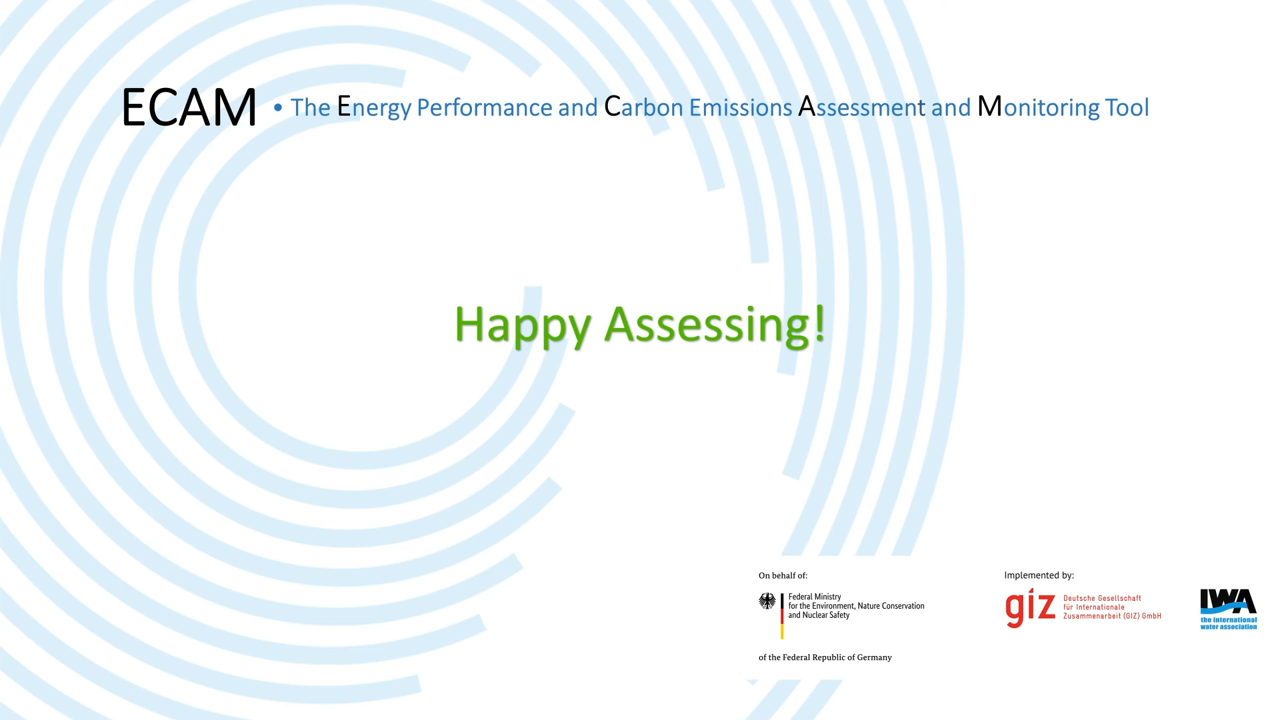 ECAM • The Energy Performance and Carbon Emissions Assessment and Monitoring Tool
Happy Assessing!
On behalf of:
Federal Ministry
for the Environment, Nature Conservation
and Nuclear Safety
of the Federal Republic of Germany
Implemented by:
giz
Deutsche Gesellschaft
für Internationale
Zusammenarbeit (GIZ) GmbH
IWA
the international
water association